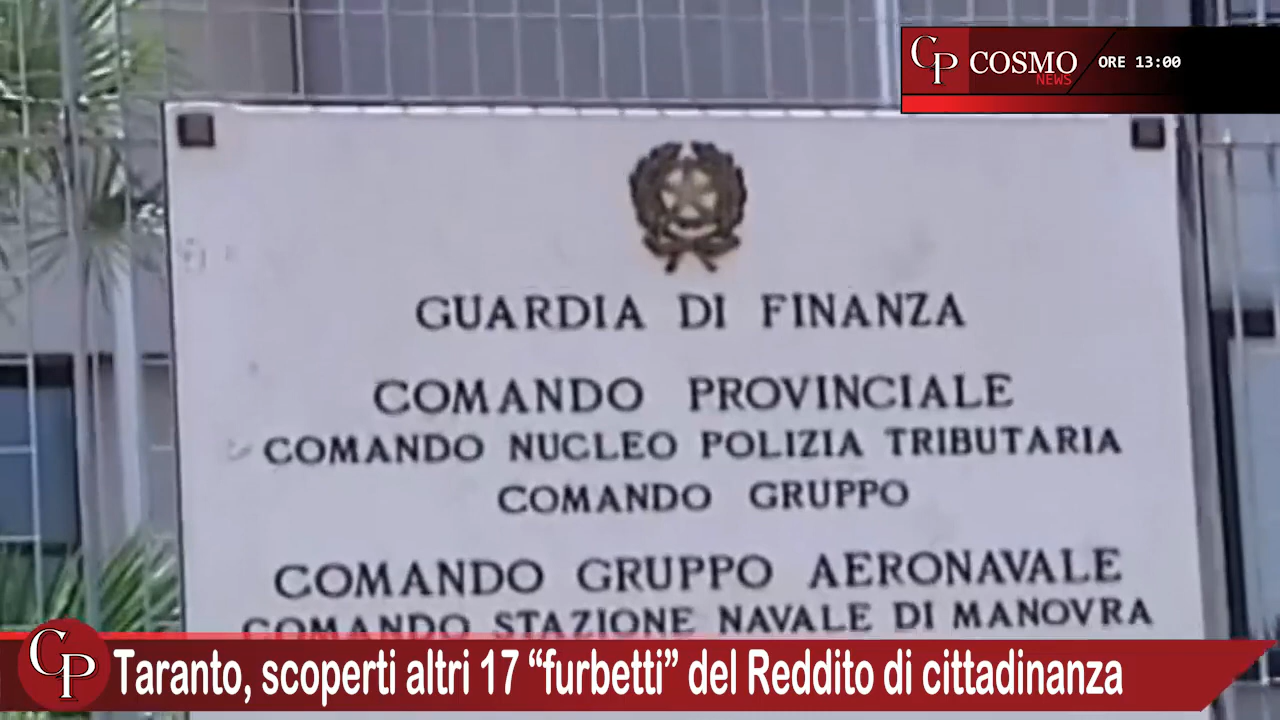 CP COSMO NEWS ORE 13:00
GUARDIA DI FINANZA
COMANDO PROVINCIALE
COMANDO NUCLEO POLIZIA TRIBUTARIA
COMANDO GRUPPO
COMANDO GRUPPO AERONAVALE
COMANDO STAZIONE NAVALE DI MANOVRA
CP Taranto, scoperti altri 17 “furbetti” del Reddito di cittadinanza